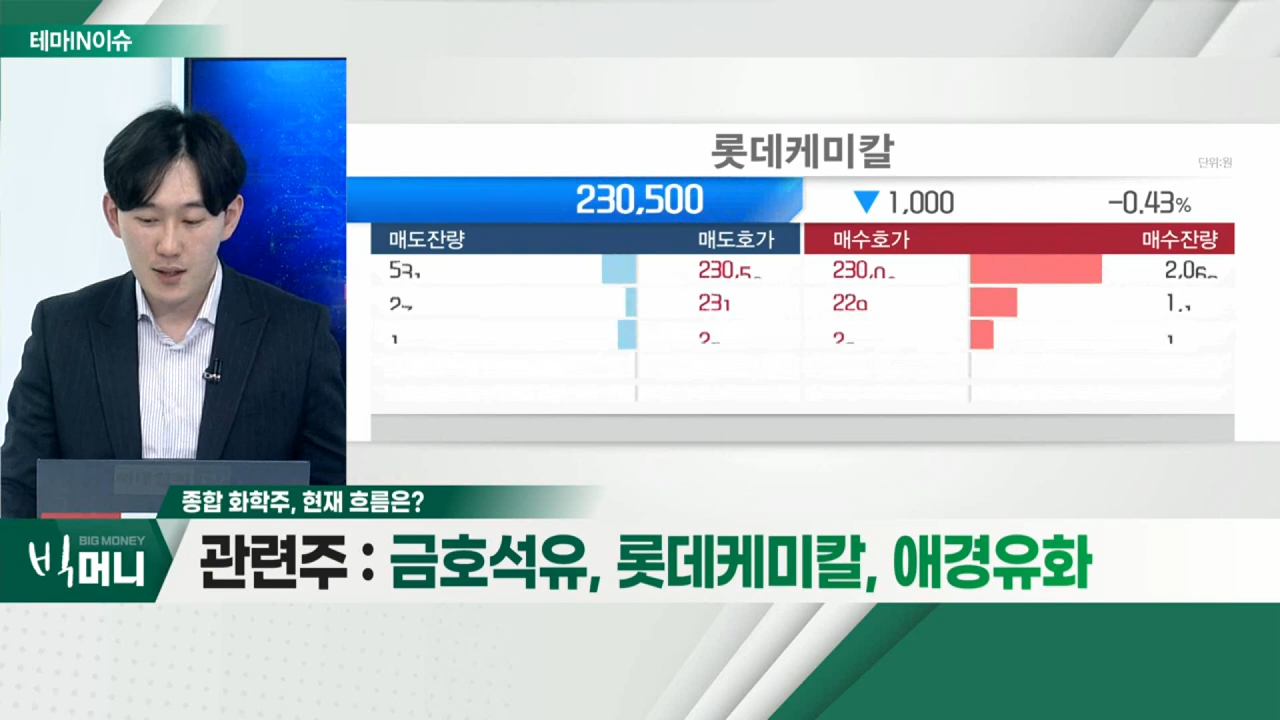 테마IN이슈
롯데케미칼
단위:원
230,500 ▼ 1,000 -0.43%
매도잔량 매도호가 매수호가 매수잔량
종합 화학주, 현재 흐름은?
BIG MONEY
빅머니
관련주 : 금호석유, 롯데케미칼, 애경유화